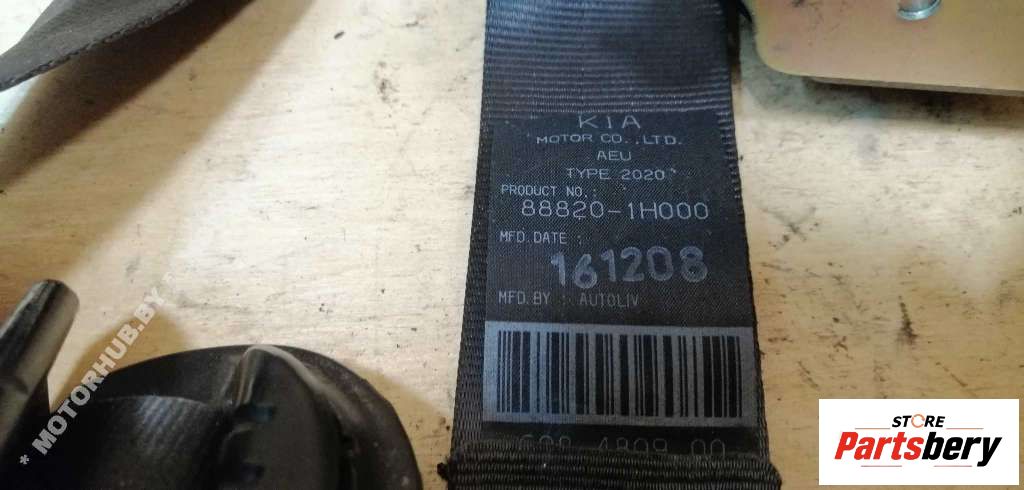 KIA
MOTOR CO.,LTD.
AEU
TYPE 2020
PRODUCT NO.:
88820-1H000
MFD.DATE :
161208
MFD.BY : AUTOLIV
* MOTORHUB.BY
STORE
Partsbery